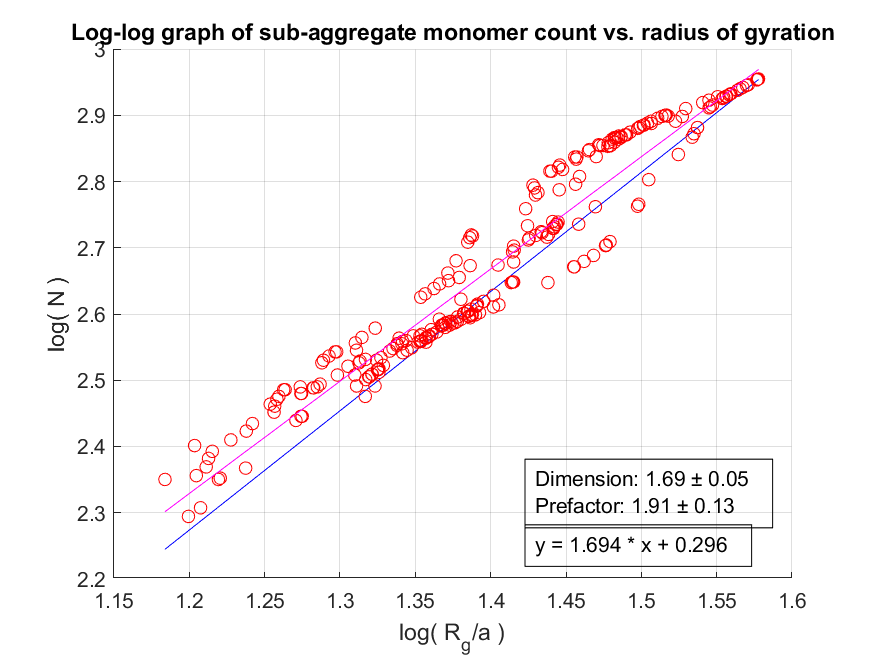 Log-log graph of sub-aggregate monomer count vs. radius of gyration
3
2.9
2.8
2.7
2.6
2.5
2.4
2.3
2.2
log( N )
Dimension: 1.69 ± 0.05
Prefactor: 1.91 ± 0.13
y = 1.694 * x + 0.296
1.15 1.2 1.25 1.3 1.35 1.4 1.45 1.5 1.55 1.6
log( Rg/a )